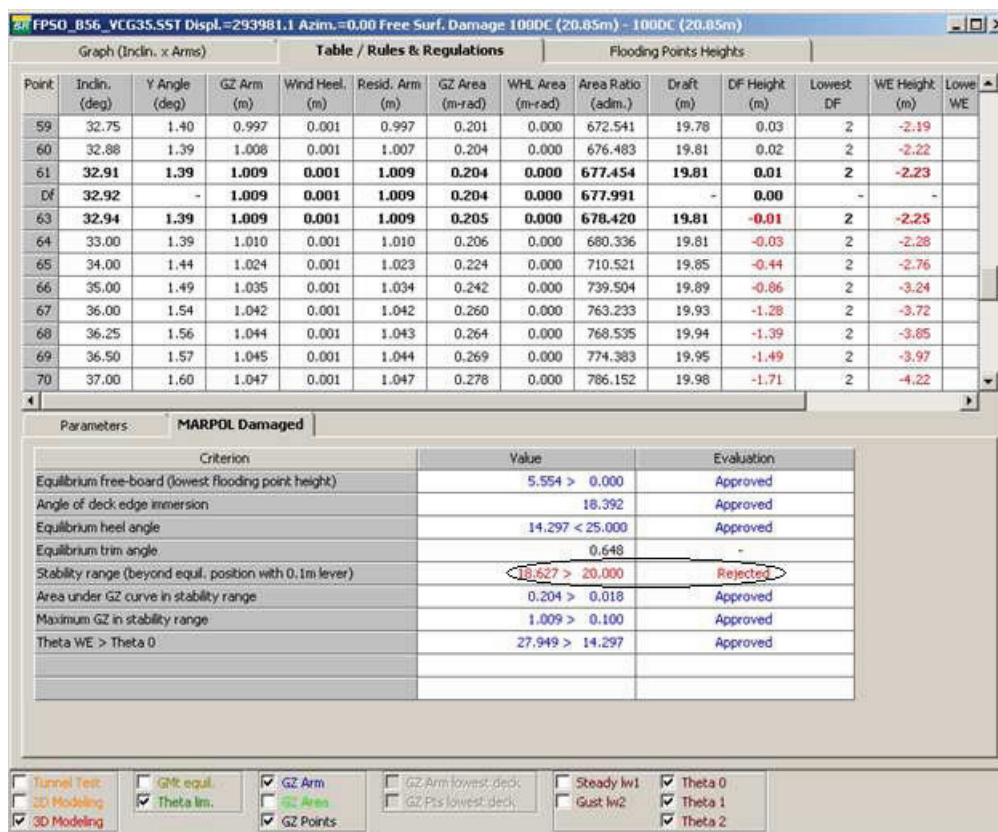 FPSO_B56_VCG35.SST Displ.=293981.1 Azim.=0.00 Free Surf. Damage 100DC (20.85m) - 100DC (20.85m)
Graph (Inclin. x Arms) Table / Rules & Regulations Flooding Points Heights
Point Inclin. Y Angle GZ Arm Wind Heel. Resid. Arm GZ Area WHL Area Area Ratio Draft DF Height Lowest WE Height Lowe
(deg) (deg) (m) (m) (m) (m-rad) (m-rad) (adim.) (m) (m) DF (m) WE
59 32.75 1.40 0.997 0.001 0.997 0.201 0.000 672.541 19.78 0.03 2 -2.19
60 32.88 1.39 1.008 0.001 1.007 0.204 0.000 676.483 19.81 0.02 2 -2.22
61 32.91 1.39 1.009 0.001 1.009 0.204 0.000 677.454 19.81 0.01 2 -2.23
Df 32.92 - 1.009 0.001 1.009 0.204 0.000 677.991 - 0.00 - -
63 32.94 1.39 1.009 0.001 1.009 0.205 0.000 678.420 19.81 -0.01 2 -2.25
64 33.00 1.39 1.010 0.001 1.010 0.206 0.000 680.336 19.81 -0.03 2 -2.28
65 34.00 1.44 1.024 0.001 1.023 0.224 0.000 710.521 19.85 -0.44 2 -2.76
66 35.00 1.49 1.035 0.001 1.034 0.242 0.000 739.504 19.89 -0.86 2 -3.24
67 36.00 1.54 1.042 0.001 1.042 0.260 0.000 763.233 19.93 -1.28 2 -3.72
68 36.25 1.56 1.044 0.001 1.043 0.264 0.000 768.535 19.94 -1.39 2 -3.85
69 36.50 1.57 1.045 0.001 1.044 0.269 0.000 774.383 19.95 -1.49 2 -3.97
70 37.00 1.60 1.047 0.001 1.047 0.278 0.000 786.152 19.98 -1.71 2 -4.22
Parameters MARPOL Damaged
Criterion Value Evaluation
Equilibrium free-board (lowest flooding point height) 5.554 > 0.000 Approved
Angle of deck edge immersion 18.392 Approved
Equilibrium heel angle 14.297 < 25.000 Approved
Equilibrium trim angle 0.648 -
Stability range (beyond equil. position with 0.1m lever) 18.627 > 20.000 Rejected
Area under GZ curve in stability range 0.204 > 0.018 Approved
Maximum GZ in stability range 1.009 > 0.100 Approved
Theta WE > Theta 0 27.949 > 14.297 Approved
Tunnel Test GMt equil. GZ Arm GZ Arm lowest deck Steady lw1 Theta 0
2D Modeling Theta lim. GZ Area GZ Pts lowest deck Gust lw2 Theta 1
3D Modeling GZ Points Theta 2